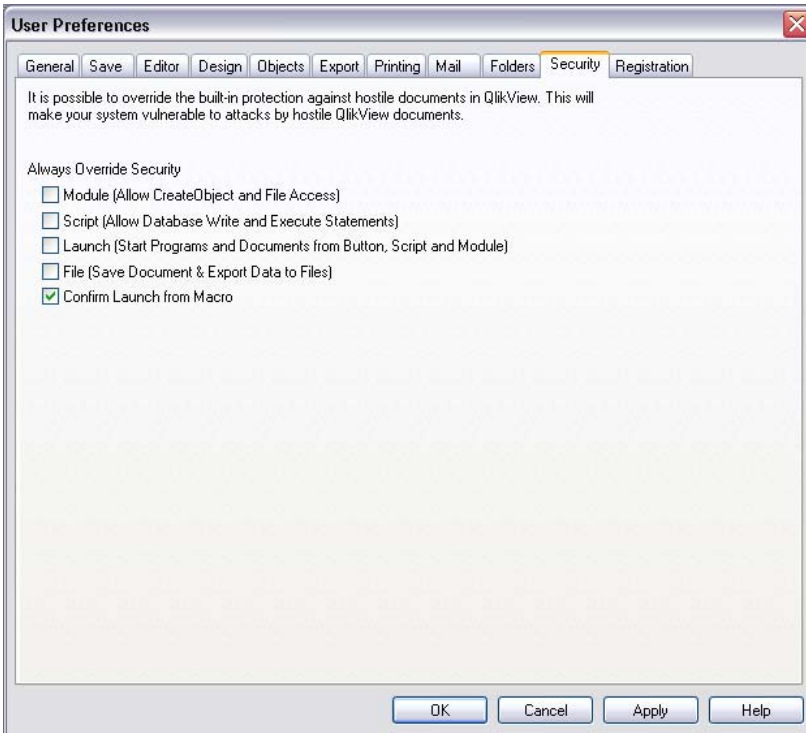 User Preferences
General Save Editor Design Objects Export Printing Mail Folders Security Registration
It is possible to override the built-in protection against hostile documents in QlikView. This will
make your system vulnerable to attacks by hostile QlikView documents.
Always Override Security
Module (Allow CreateObject and File Access)
Script (Allow Database Write and Execute Statements)
Launch (Start Programs and Documents from Button, Script and Module)
File (Save Document & Export Data to Files)
Confirm Launch from Macro
OK Cancel Apply Help